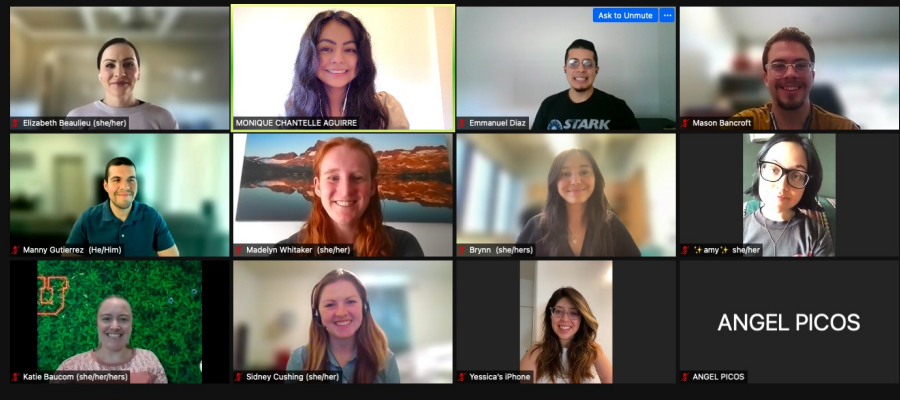 Ask to Unmute
Elizabeth Beaulieu (she/her)
MONIQUE CHANTELLE AGUIRRE
STARK
Emmanuel Diaz
Mason Bancroft
Manny Gutierrez (He/Him)
Madelyn Whitaker (she/her)
Brynn (she/hers)
✨amy✨ she/her
U
Katie Baucom (she/her/hers)
Sidney Cushing (she/her)
Yessica's iPhone
ANGEL PICOS
ANGEL PICOS